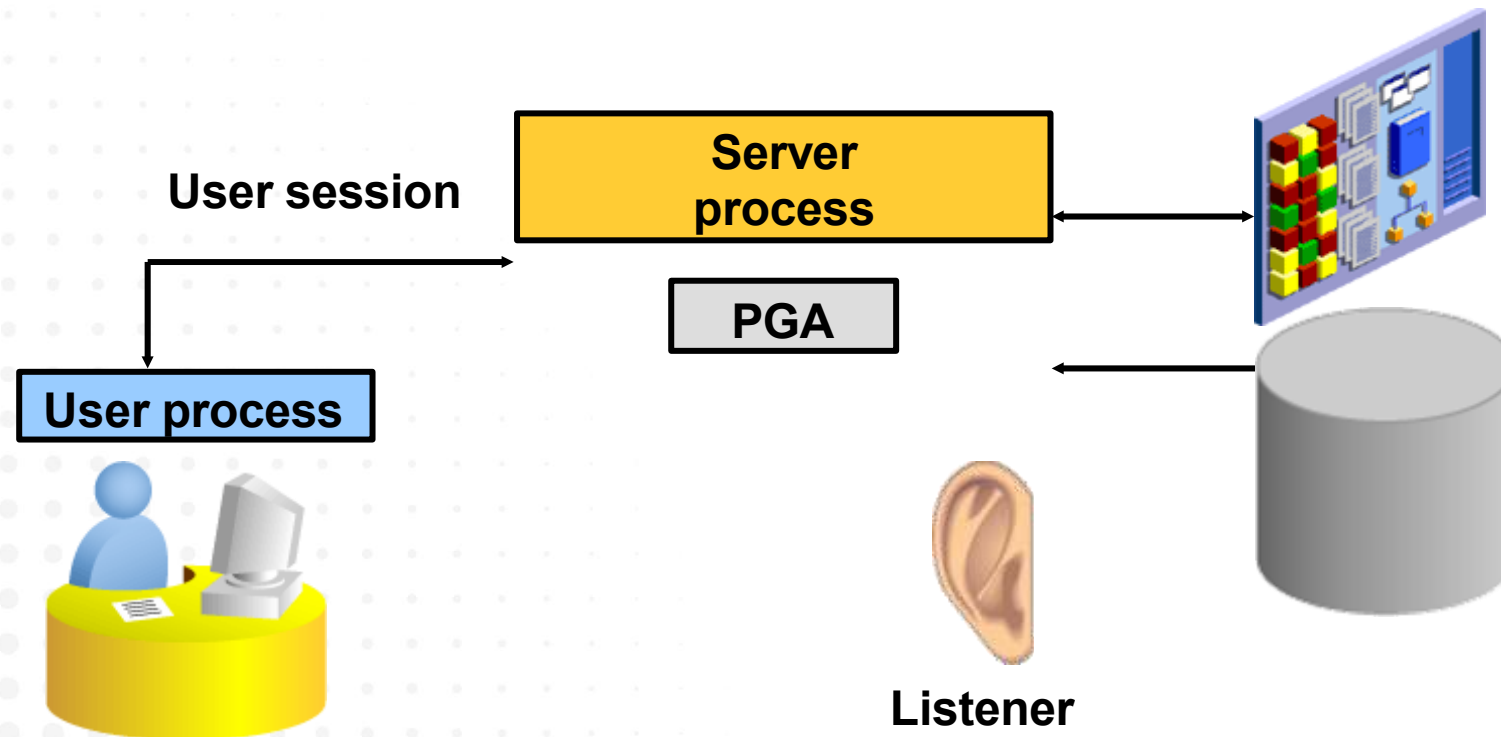 User session
Server
process
PGA
User process
Listener